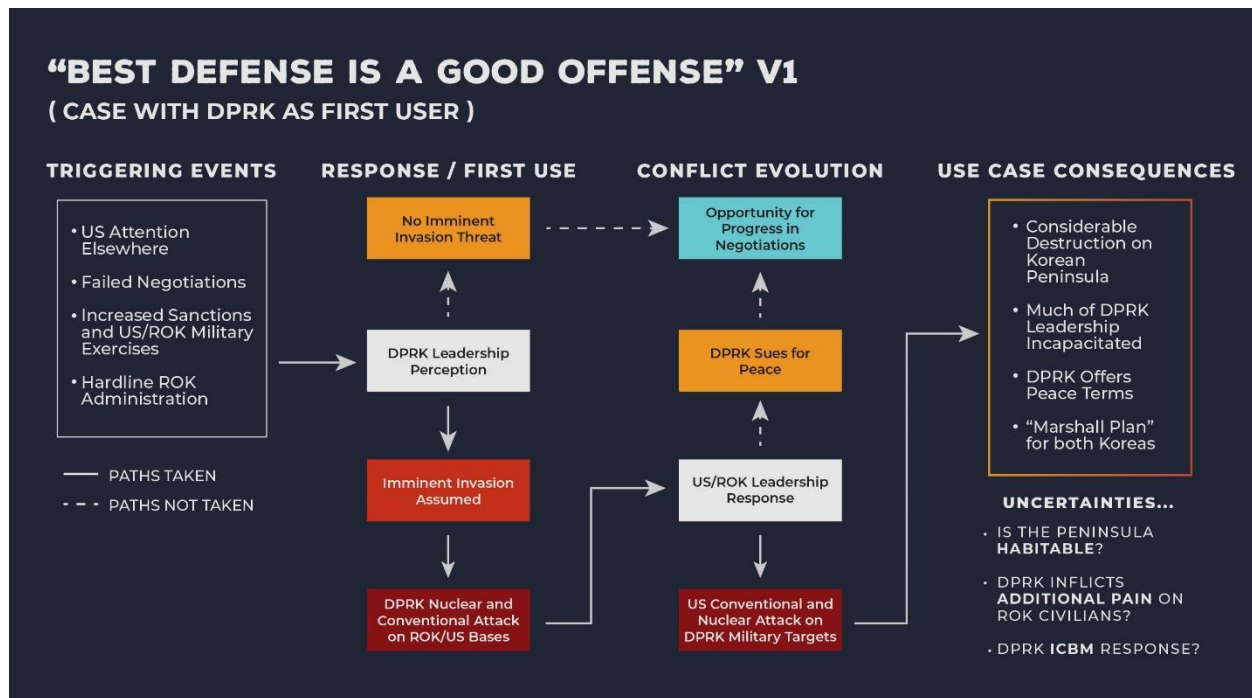 “BEST DEFENSE IS A GOOD OFFENSE” V1
( CASE WITH DPRK AS FIRST USER )
TRIGGERING EVENTS
• US Attention
Elsewhere
• Failed Negotiations
• Increased Sanctions
and US/ROK Military
Exercises
• Hardline ROK
Administration
PATHS TAKEN
PATHS NOT TAKEN
RESPONSE / FIRST USE
No Imminent
Invasion Threat
DPRK Leadership
Perception
Imminent Invasion
Assumed
DPRK Nuclear and
Conventional Attack
on ROK/US Bases
CONFLICT EVOLUTION
Opportunity for
Progress in
Negotiations
DPRK Sues for
Peace
US/ROK Leadership
Response
US Conventional and
Nuclear Attack on
DPRK Military Targets
USE CASE CONSEQUENCES
• Considerable
Destruction on
Korean
Peninsula
• Much of DPRK
Leadership
Incapacitated
• DPRK Offers
Peace Terms
• “Marshall Plan”
for both Koreas
UNCERTAINTIES...
• IS THE PENINSULA
HABITABLE?
• DPRK INFLICTS
ADDITIONAL PAIN ON
ROK CIVILIANS?
• DPRK ICBM RESPONSE?